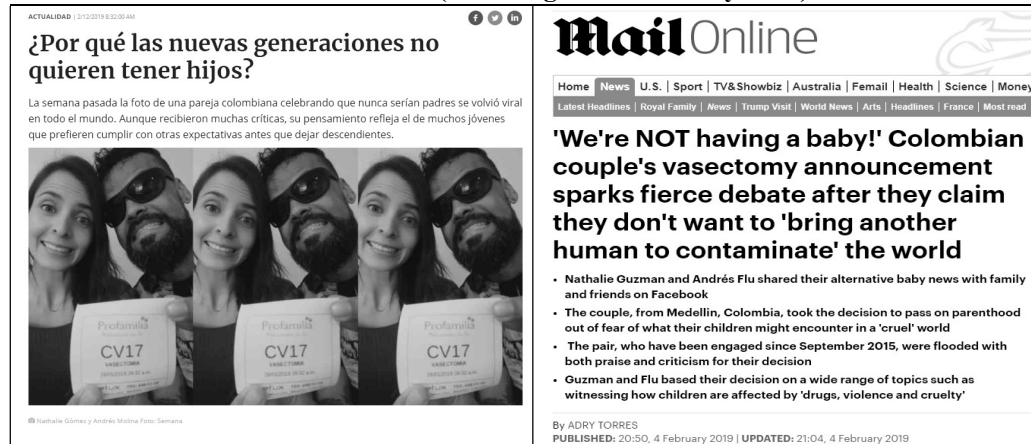 ACTUALIDAD | 2/12/2019 8:32:00 AM
¿Por qué las nuevas generaciones no
quieren tener hijos?
La semana pasada la foto de una pareja colombiana celebrando que nunca serían padres se volvió viral
en todo el mundo. Aunque recibieron muchas críticas, su pensamiento refleja el de muchos jóvenes
que prefieren cumplir con otras expectativas antes que dejar descendientes.
Profamilia
CV17
VASECTOMIA
Profamilia
CV17
VASECTOMIA
Profamilia
CV17
VASECTOMIA
Nathalie Gómez y Andrés Molina Foto: Semana
Mail Online
Home News U.S. | Sport | TV&Showbiz | Australia | Femail | Health | Science | Money
Latest Headlines | Royal Family | News | Trump Visit | World News | Arts | Headlines | France | Most read
'We're NOT having a baby!' Colombian
couple's vasectomy announcement
sparks fierce debate after they claim
they don't want to 'bring another
human to contaminate' the world
• Nathalie Guzman and Andrés Flu shared their alternative baby news with family
and friends on Facebook
• The couple, from Medellin, Colombia, took the decision to pass on parenthood
out of fear of what their children might encounter in a 'cruel' world
• The pair, who have been engaged since September 2015, were flooded with
both praise and criticism for their decision
• Guzman and Flu based their decision on a wide range of topics such as
witnessing how children are affected by 'drugs, violence and cruelty'
By ADRY TORRES
PUBLISHED: 20:50, 4 February 2019 | UPDATED: 21:04, 4 February 2019